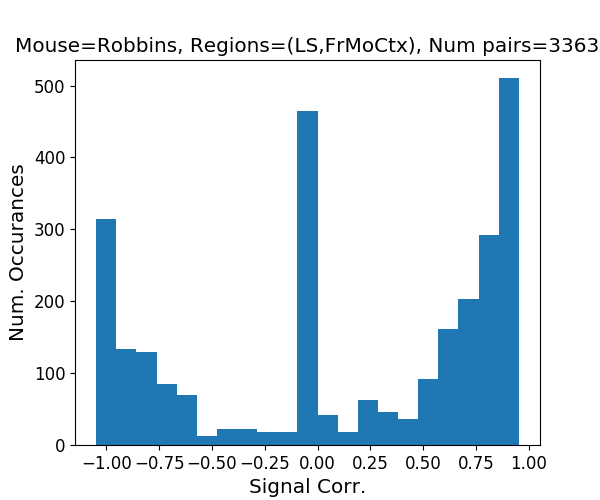 Mouse=Robbins, Regions=(LS,FrMoCtx), Num pairs=3363
500
400
300
200
100
0
Num. Occurances
−1.00 −0.75 −0.50 −0.25 0.00 0.25 0.50 0.75 1.00
Signal Corr.